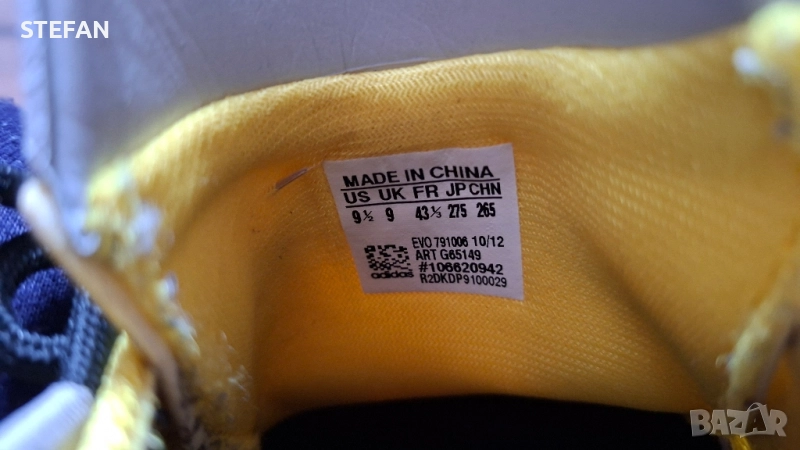 STEFAN
MADE IN CHINA
US UK FR JP CHN
9½ 9 43⅓ 275 265
EVO 791006 10/12
ART G65149
#106620942
adidas R2DKDP9100029
BAZAR